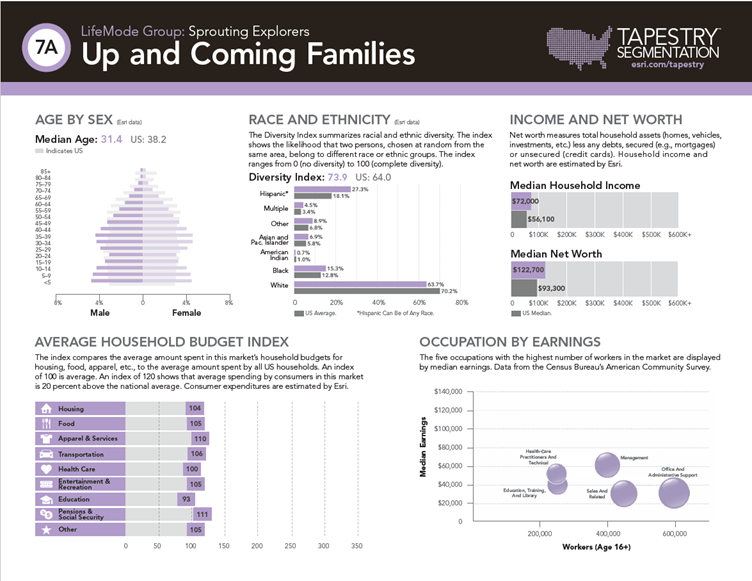 7A
LifeMode Group: Sprouting Explorers
Up and Coming Families
TAPESTRY™
SEGMENTATION
esri.com/tapestry
AGE BY SEX (Esri data)
Median Age: 31.4 US: 38.2
Indicates US
85+
80–84
75–79
70–74
65–69
60–64
55–59
50–54
45–49
40–44
35–39
30–34
25–29
20–24
15–19
10–14
5–9
<5
8% 4% 0 4% 8%
Male Female
RACE AND ETHNICITY (Esri data)
The Diversity Index summarizes racial and ethnic diversity. The index
shows the likelihood that two persons, chosen at random from the
same area, belong to different race or ethnic groups. The index
ranges from 0 (no diversity) to 100 (complete diversity).
Diversity Index: 73.9 US: 64.0
Hispanic* 27.3%
18.1%
Multiple 4.5%
3.4%
Other 8.9%
6.8%
Asian and
Pac. Islander 6.9%
5.8%
American
Indian 0.7%
1.0%
Black 15.3%
12.8%
White 63.7%
70.2%
0 20% 40% 60% 80%
US Average. *Hispanic Can Be of Any Race.
INCOME AND NET WORTH
Net worth measures total household assets (homes, vehicles,
investments, etc.) less any debts, secured (e.g., mortgages)
or unsecured (credit cards). Household income and
net worth are estimated by Esri.
Median Household Income
$72,000
$56,100
0 $100K $200K $300K $400K $500K $600K+
Median Net Worth
$122,700
$93,300
0 $100K $200K $300K $400K $500K $600K+
US Median.
AVERAGE HOUSEHOLD BUDGET INDEX
The index compares the average amount spent in this market's household budgets for
housing, food, apparel, etc., to the average amount spent by all US households. An index
of 100 is average. An index of 120 shows that average spending by consumers in this market
is 20 percent above the national average. Consumer expenditures are estimated by Esri.
Housing 104
Food 105
Apparel & Services 110
Transportation 106
Health Care 100
Entertainment &
Recreation 105
Education 93
Pensions &
Social Security 111
Other 105
0 50 100 150 200 250 300 350
OCCUPATION BY EARNINGS
The five occupations with the highest number of workers in the market are displayed
by median earnings. Data from the Census Bureau's American Community Survey.
$140,000
$120,000
$100,000
$80,000
$60,000
$40,000
$20,000
0
Median Earnings
Health-Care
Practitioners And
Technical
Management
Office And
Administrative Support
Education, Training,
And Library
Sales And
Related
200,000 400,000 600,000
Workers (Age 16+)